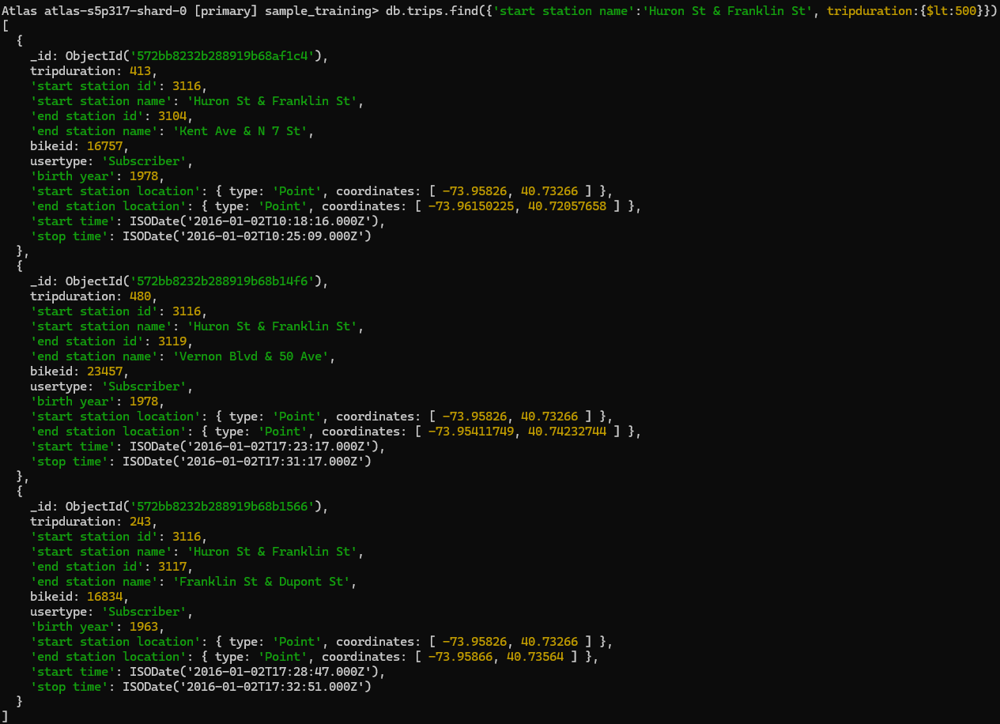 Atlas atlas-s5p317-shard-0 [primary] sample_training> db.trips.find({'start station name':'Huron St & Franklin St', tripduration:{$lt:500}})
[
  {
    _id: ObjectId('572bb8232b288919b68af1c4'),
    tripduration: 413,
    'start station id': 3116,
    'start station name': 'Huron St & Franklin St',
    'end station id': 3104,
    'end station name': 'Kent Ave & N 7 St',
    bikeid: 16757,
    usertype: 'Subscriber',
    'birth year': 1978,
    'start station location': { type: 'Point', coordinates: [ -73.95826, 40.73266 ] },
    'end station location': { type: 'Point', coordinates: [ -73.96150225, 40.72057658 ] },
    'start time': ISODate('2016-01-02T10:18:16.000Z'),
    'stop time': ISODate('2016-01-02T10:25:09.000Z')
  },
  {
    _id: ObjectId('572bb8232b288919b68b14f6'),
    tripduration: 480,
    'start station id': 3116,
    'start station name': 'Huron St & Franklin St',
    'end station id': 3119,
    'end station name': 'Vernon Blvd & 50 Ave',
    bikeid: 23457,
    usertype: 'Subscriber',
    'birth year': 1978,
    'start station location': { type: 'Point', coordinates: [ -73.95826, 40.73266 ] },
    'end station location': { type: 'Point', coordinates: [ -73.95411749, 40.74232744 ] },
    'start time': ISODate('2016-01-02T17:23:17.000Z'),
    'stop time': ISODate('2016-01-02T17:31:17.000Z')
  },
  {
    _id: ObjectId('572bb8232b288919b68b1566'),
    tripduration: 243,
    'start station id': 3116,
    'start station name': 'Huron St & Franklin St',
    'end station id': 3117,
    'end station name': 'Franklin St & Dupont St',
    bikeid: 16834,
    usertype: 'Subscriber',
    'birth year': 1963,
    'start station location': { type: 'Point', coordinates: [ -73.95826, 40.73266 ] },
    'end station location': { type: 'Point', coordinates: [ -73.95866, 40.73564 ] },
    'start time': ISODate('2016-01-02T17:28:47.000Z'),
    'stop time': ISODate('2016-01-02T17:32:51.000Z')
  }
]